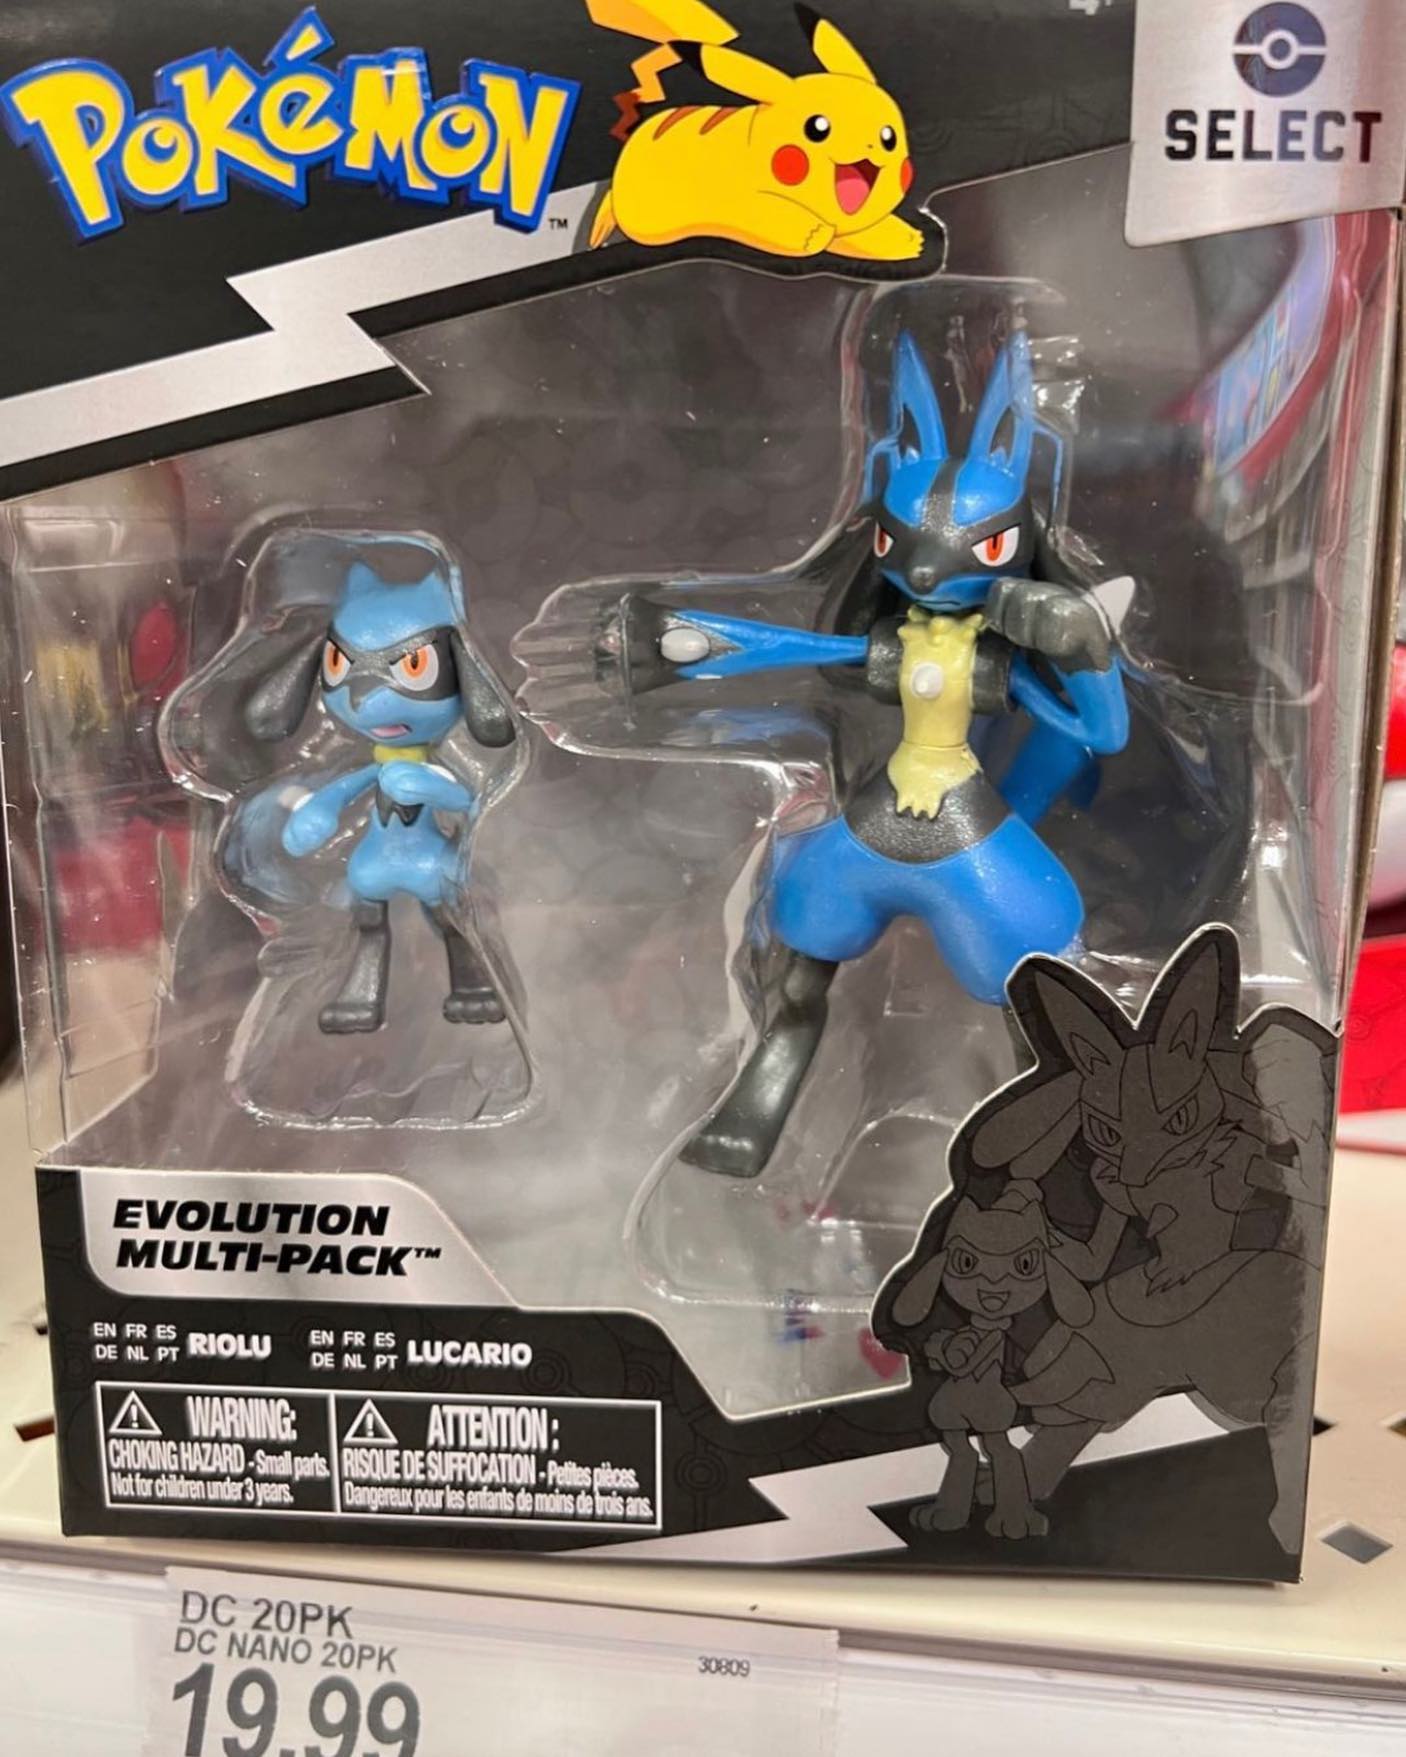 POKéMON™
SELECT
EVOLUTION
MULTI-PACK™
EN FR ES
DE NL PT
RIOLU
EN FR ES
DE NL PT
LUCARIO
WARNING:
CHOKING HAZARD - Small parts.
Not for children under 3 years.
ATTENTION :
RISQUE DE SUFFOCATION - Petites pièces.
Dangereux pour les enfants de moins de trois ans.
DC 20PK
DC NANO 20PK
30809
19.99